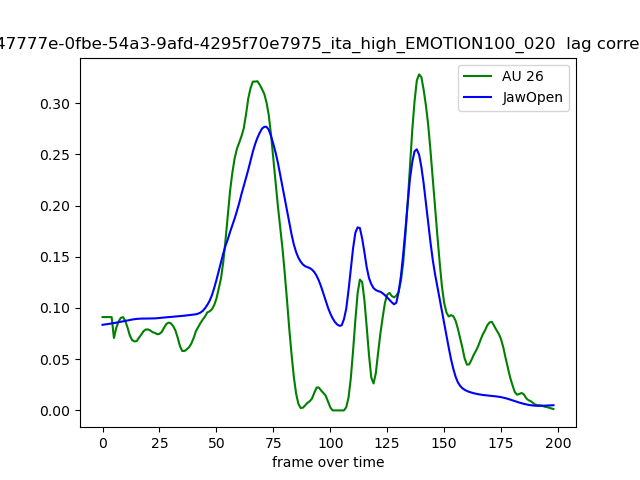 47777e-0fbe-54a3-9afd-4295f70e7975_ita_high_EMOTION100_020 lag corre
AU 26
JawOpen
0.30
0.25
0.20
0.15
0.10
0.05
0.00
0 25 50 75 100 125 150 175 200
frame over time